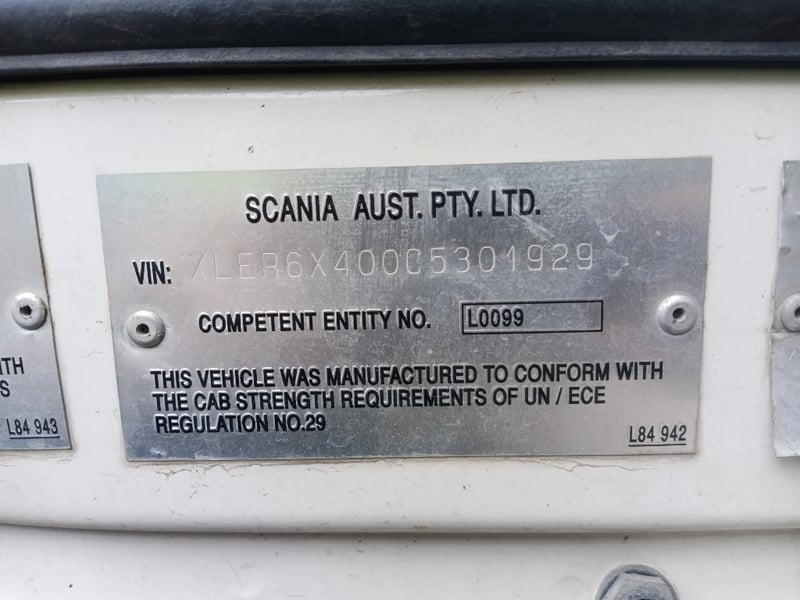 SCANIA AUST. PTY. LTD.
VIN:
COMPETENT ENTITY NO. L0099
THIS VEHICLE WAS MANUFACTURED TO CONFORM WITH
THE CAB STRENGTH REQUIREMENTS OF UN / ECE
REGULATION NO.29
L84 942
L84 943